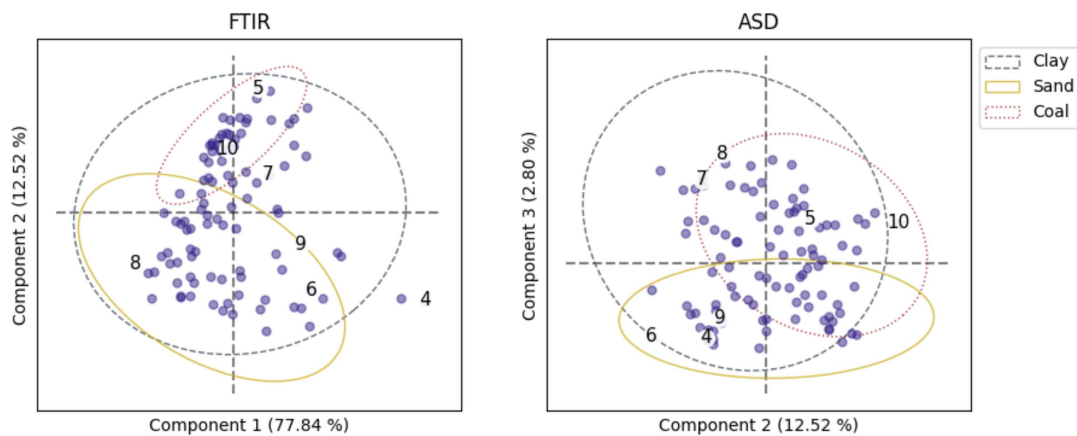 FTIR
5
10
7
9
8
6
4
Component 2 (12.52 %)
Component 1 (77.84 %)
ASD
8
7
5
10
9
6
4
Component 3 (2.80 %)
Component 2 (12.52 %)
Clay
Sand
Coal